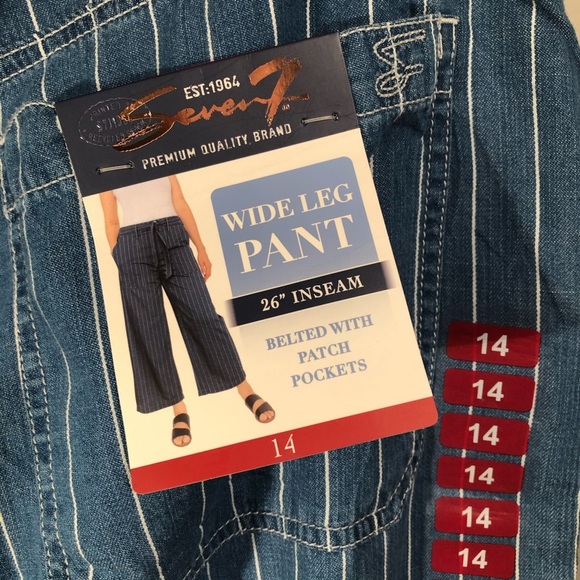 EST:1964
Seven7
PREMIUM QUALITY, BRAND
WIDE LEG
PANT
26" INSEAM
BELTED WITH
PATCH
POCKETS
14
14
14
14
14
14
14